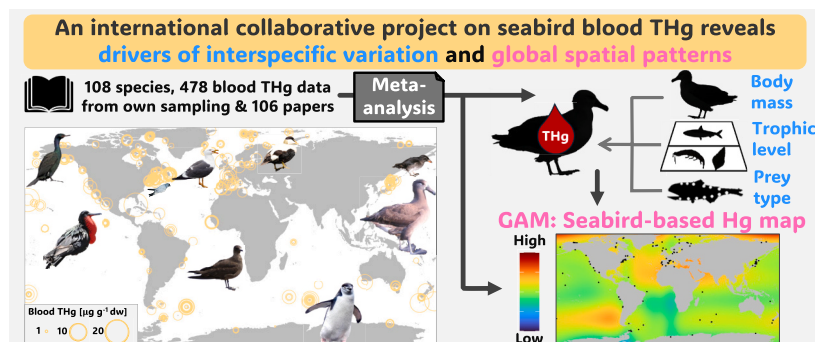 An international collaborative project on seabird blood THg reveals
drivers of interspecific variation and global spatial patterns
108 species, 478 blood THg data
from own sampling & 106 papers
Meta-
analysis
THg
Body
mass
Trophic
level
Prey
type
GAM: Seabird-based Hg map
High
Low
Blood THg [μg g⁻¹ dw]
1 10 20